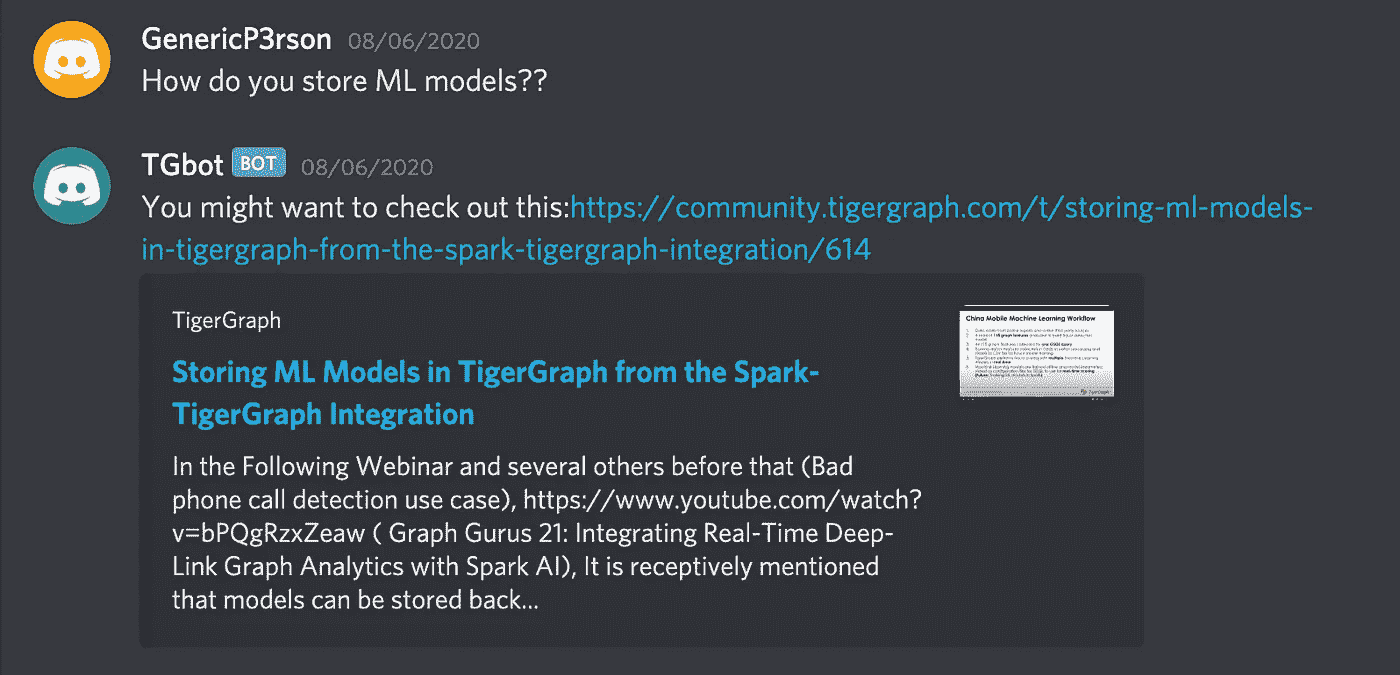 GenericP3rson 08/06/2020
How do you store ML models??
TGbot BOT 08/06/2020
You might want to check out this:https://community.tigergraph.com/t/storing-ml-models-
in-tigergraph-from-the-spark-tigergraph-integration/614
TigerGraph
Storing ML Models in TigerGraph from the Spark-
TigerGraph Integration
In the Following Webinar and several others before that (Bad
phone call detection use case), https://www.youtube.com/watch?
v=bPQgRzxZeaw ( Graph Gurus 21: Integrating Real-Time Deep-
Link Graph Analytics with Spark AI), It is receptively mentioned
that models can be stored back...
China Mobile Machine Learning Workflow